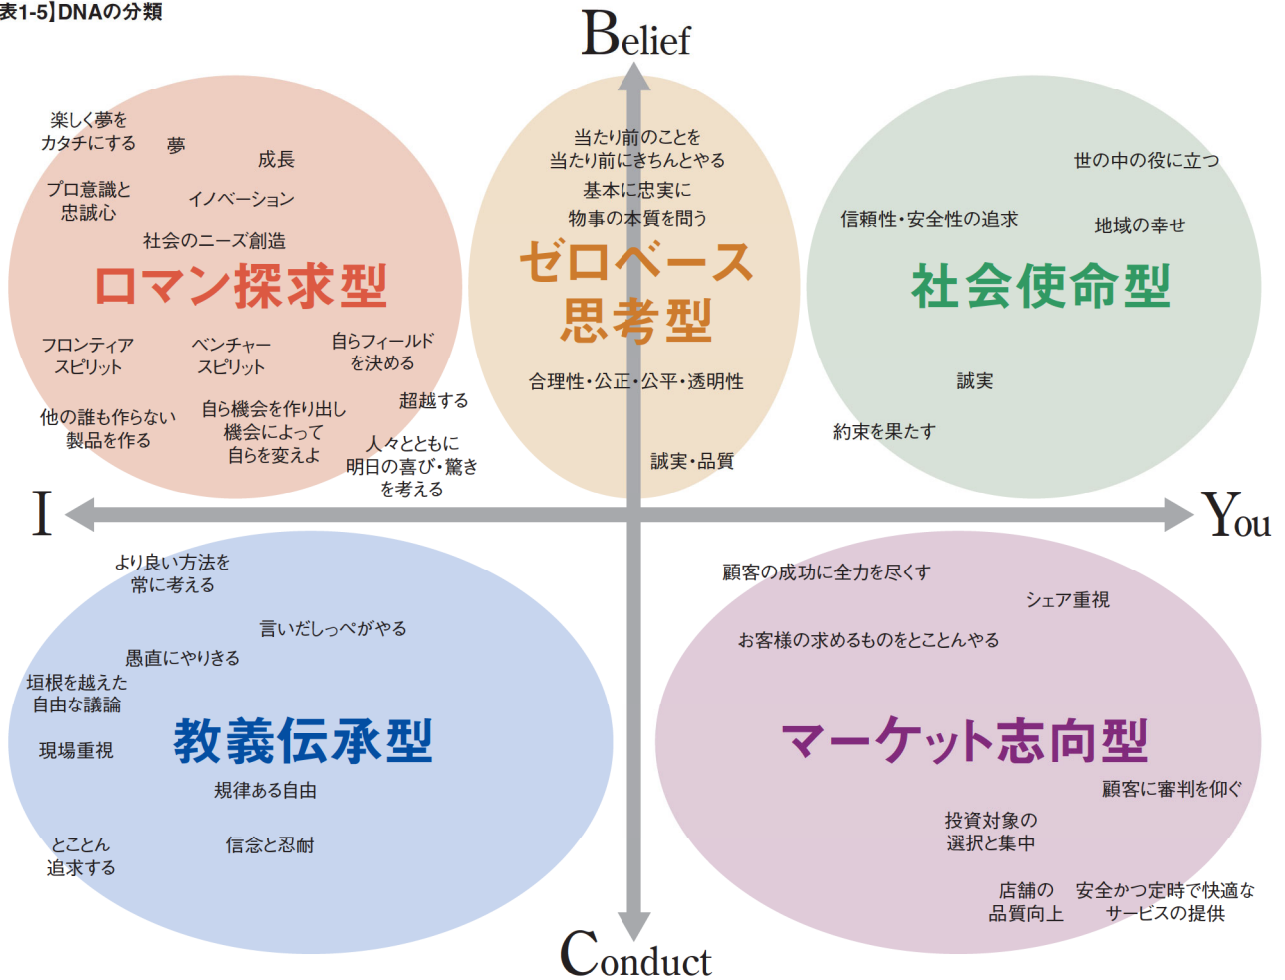 表1-5】DNAの分類
Belief
楽しく夢を
カタチにする
夢
成長
プロ意識と
忠誠心
イノベーション
社会のニーズ創造
ロマン探求型
フロンティア
スピリット
ベンチャー
スピリット
自らフィールド
を決める
他の誰も作らない
製品を作る
自ら機会を作り出し
機会によって
自らを変えよ
超越する
人々とともに
明日の喜び・驚き
を考える
当たり前のことを
当たり前にきちんとやる
基本に忠実に
物事の本質を問う
ゼロベース
思考型
合理性・公正・公平・透明性
誠実・品質
世の中の役に立つ
信頼性・安全性の追求
地域の幸せ
社会使命型
誠実
約束を果たす
I
You
より良い方法を
常に考える
言いだしっぺがやる
愚直にやりきる
垣根を越えた
自由な議論
現場重視
教義伝承型
規律ある自由
とことん
追求する
信念と忍耐
顧客の成功に全力を尽くす
シェア重視
お客様の求めるものをとことんやる
マーケット志向型
顧客に審判を仰ぐ
投資対象の
選択と集中
店舗の
品質向上
安全かつ定時で快適な
サービスの提供
Conduct